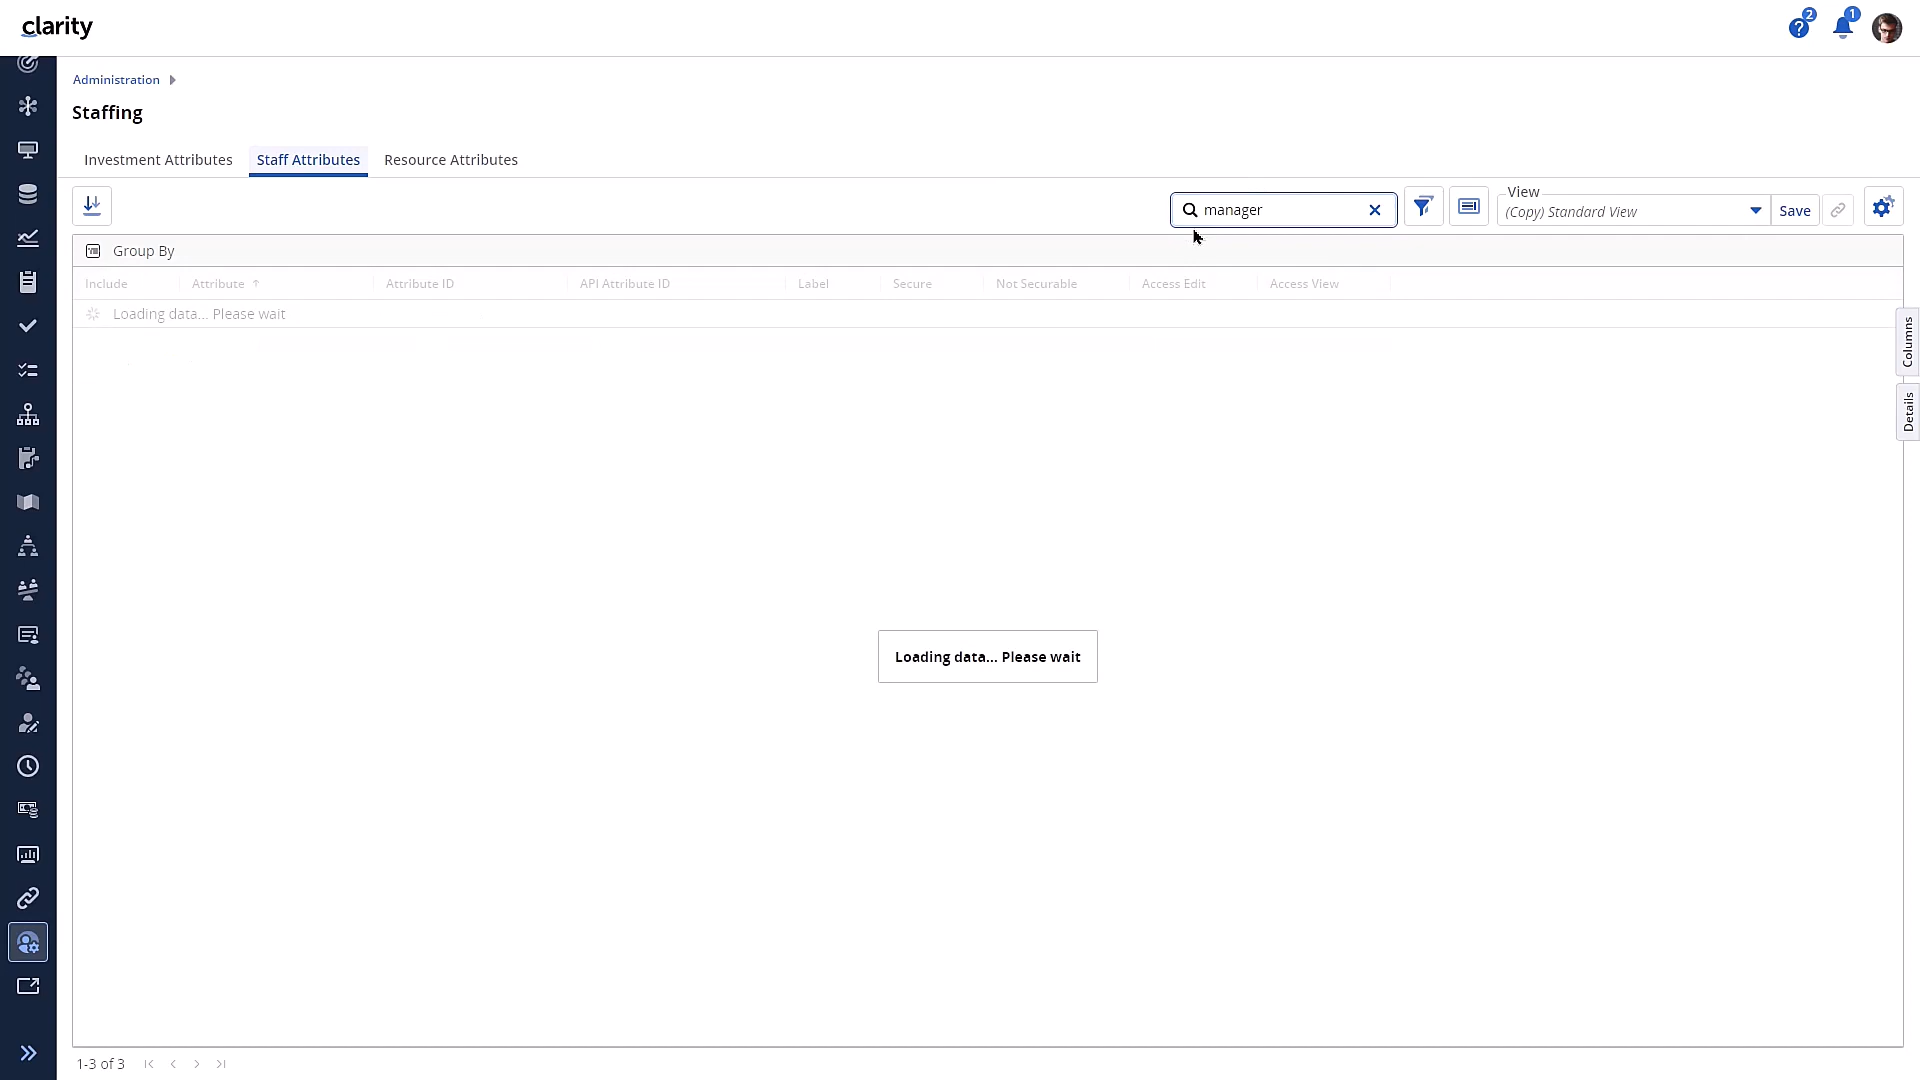 clarity
2
1
Administration
Staffing
Investment Attributes
Staff Attributes
Resource Attributes
manager
View
(Copy) Standard View
Save
Group By
Include
Attribute
Attribute ID
API Attribute ID
Label
Secure
Not Securable
Access Edit
Access View
Loading data... Please wait
Columns
Details
Loading data... Please wait
1-3 of 3